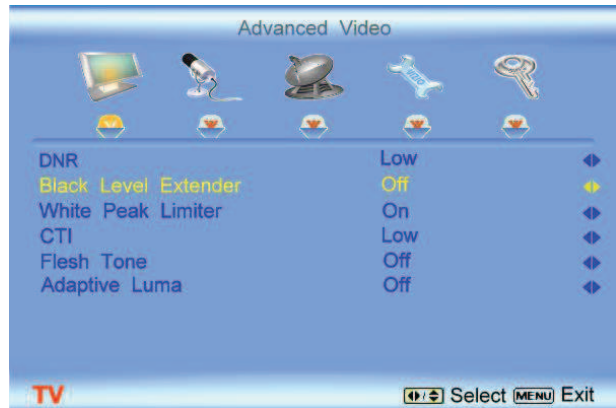 Advanced Video
DNR Low
Black Level Extender Off
White Peak Limiter On
CTI Low
Flesh Tone Off
Adaptive Luma Off
TV Select MENU Exit